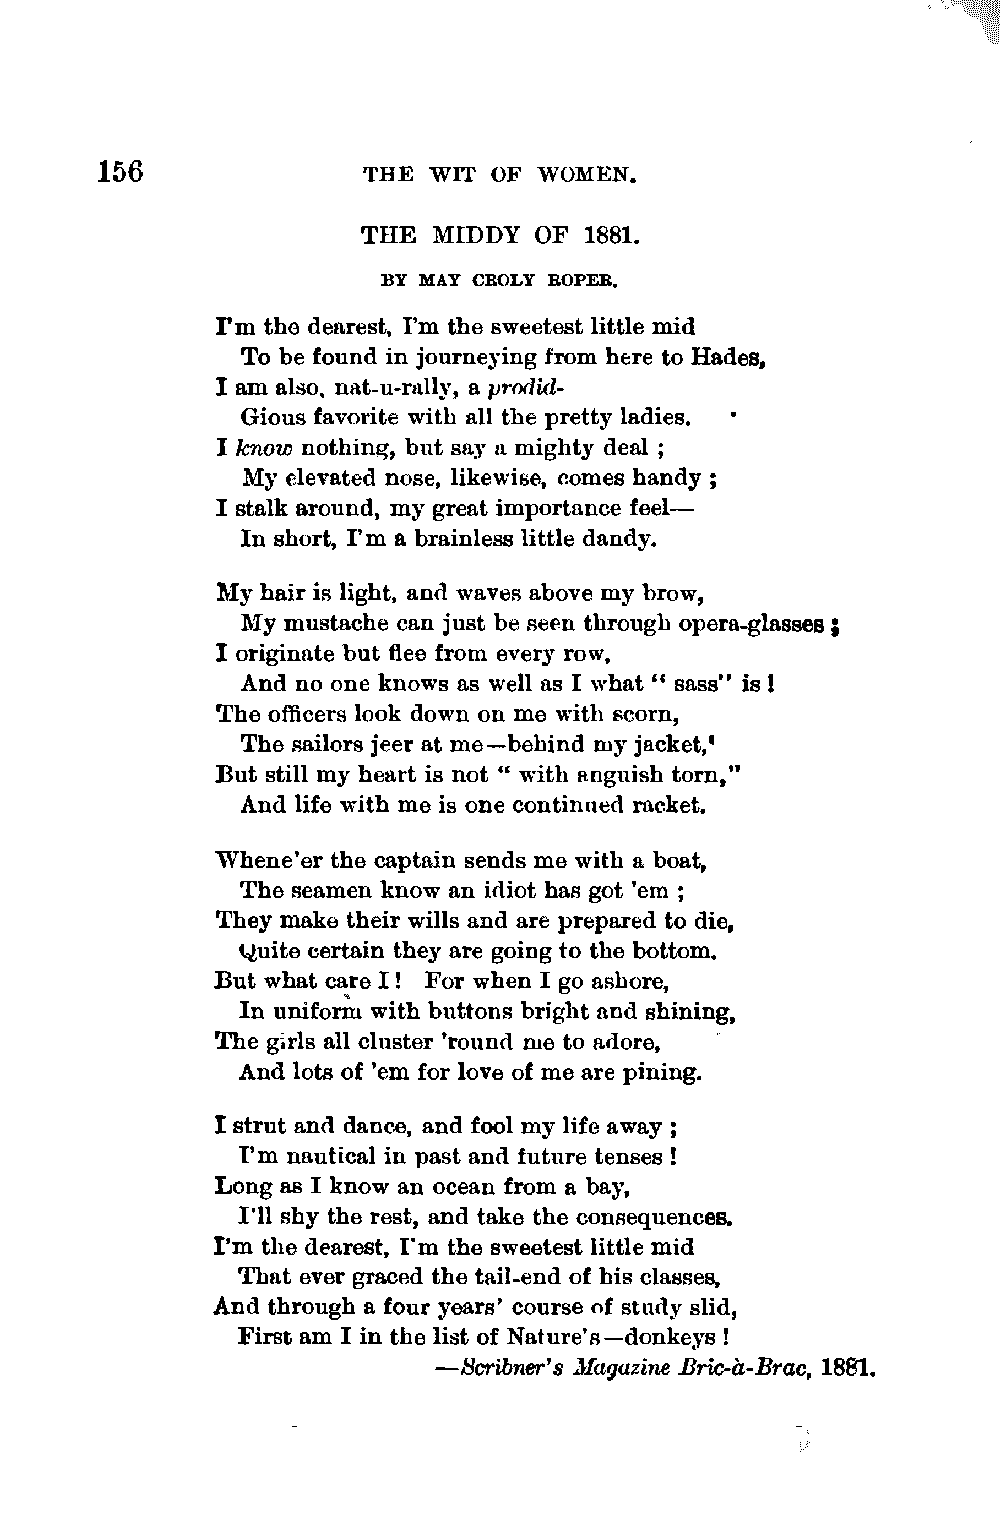 156 THE WIT OF WOMEN.
THE MIDDY OF 1881.
BY MAY CROLY ROPER.
I'm the dearest, I'm the sweetest little mid
To be found in journeying from here to Hades,
I am also, nat-u-rally, a prodid-
Gious favorite with all the pretty ladies.
I know nothing, but say a mighty deal ;
My elevated nose, likewise, comes handy ;
I stalk around, my great importance feel—
In short, I'm a brainless little dandy.
My hair is light, and waves above my brow,
My mustache can just be seen through opera-glasses ;
I originate but flee from every row,
And no one knows as well as I what “ sass” is !
The officers look down on me with scorn,
The sailors jeer at me—behind my jacket,
But still my heart is not “ with anguish torn,”
And life with me is one continued racket.
Whene'er the captain sends me with a boat,
The seamen know an idiot has got 'em ;
They make their wills and are prepared to die,
Quite certain they are going to the bottom.
But what care I ! For when I go ashore,
In uniform with buttons bright and shining,
The girls all cluster 'round me to adore,
And lots of 'em for love of me are pining.
I strut and dance, and fool my life away ;
I'm nautical in past and future tenses !
Long as I know an ocean from a bay,
I'll shy the rest, and take the consequences.
I'm the dearest, I'm the sweetest little mid
That ever graced the tail-end of his classes,
And through a four years' course of study slid,
First am I in the list of Nature's—donkeys !
—Scribner's Magazine Bric-à-Brac, 1881.